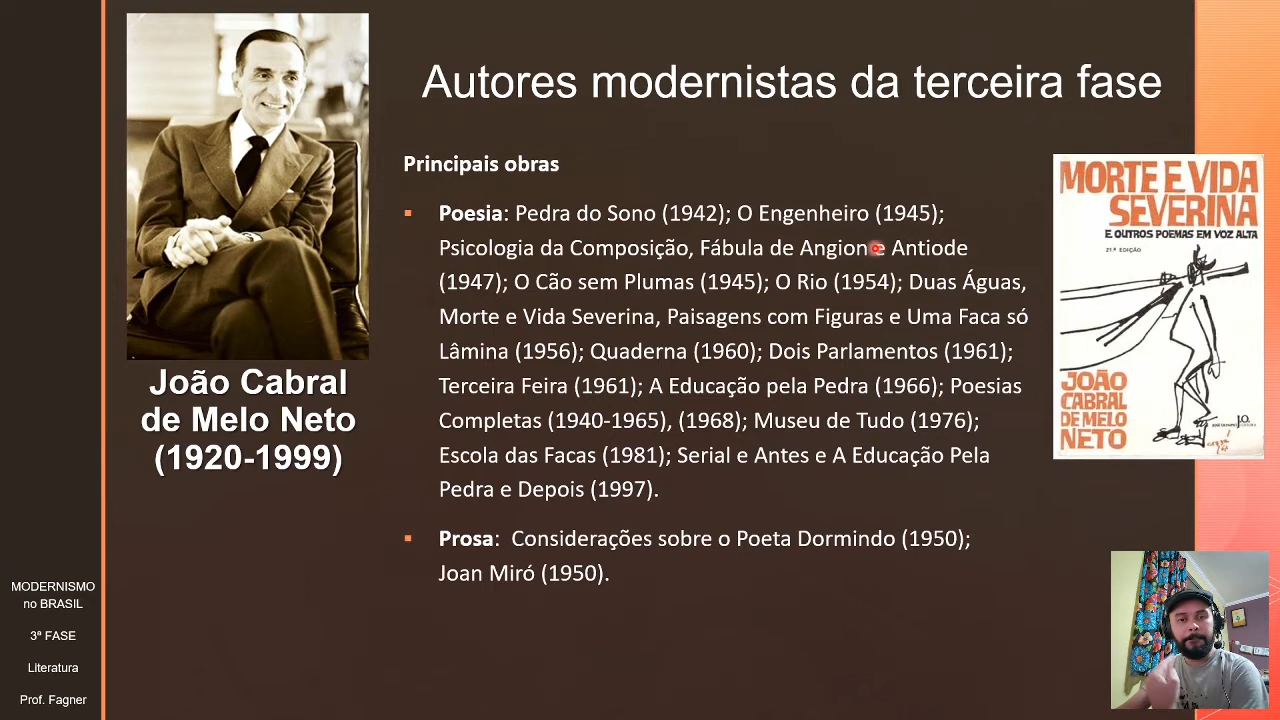 Autores modernistas da terceira fase
Principais obras
Poesia: Pedra do Sono (1942); O Engenheiro (1945);
Psicologia da Composição, Fábula de Angion e Antiode
(1947); O Cão sem Plumas (1945); O Rio (1954); Duas Águas,
Morte e Vida Severina, Paisagens com Figuras e Uma Faca só
Lâmina (1956); Quaderna (1960); Dois Parlamentos (1961);
Terceira Feira (1961); A Educação pela Pedra (1966); Poesias
Completas (1940-1965), (1968); Museu de Tudo (1976);
Escola das Facas (1981); Serial e Antes e A Educação Pela
Pedra e Depois (1997).
Prosa: Considerações sobre o Poeta Dormindo (1950);
Joan Miró (1950).
João Cabral
de Melo Neto
(1920-1999)
MORTE E VIDA
SEVERINA
E OUTROS POEMAS EM VOZ ALTA
21.ª EDIÇÃO
JOÃO
CABRAL
DE MELO
NETO
MODERNISMO
no BRASIL
3ª FASE
Literatura
Prof. Fagner